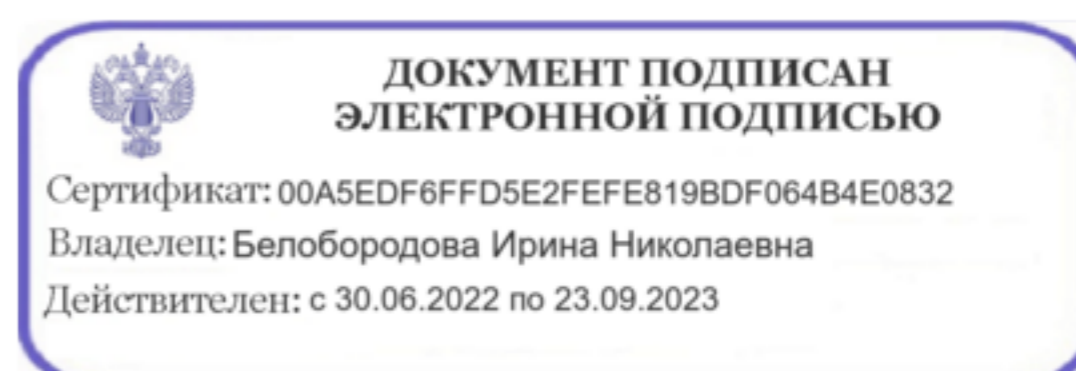 ДОКУМЕНТ ПОДПИСАН
ЭЛЕКТРОННОЙ ПОДПИСЬЮ
Сертификат: 00A5EDF6FFD5E2FEFE819BDF064B4E0832
Владелец: Белобородова Ирина Николаевна
Действителен: с 30.06.2022 по 23.09.2023